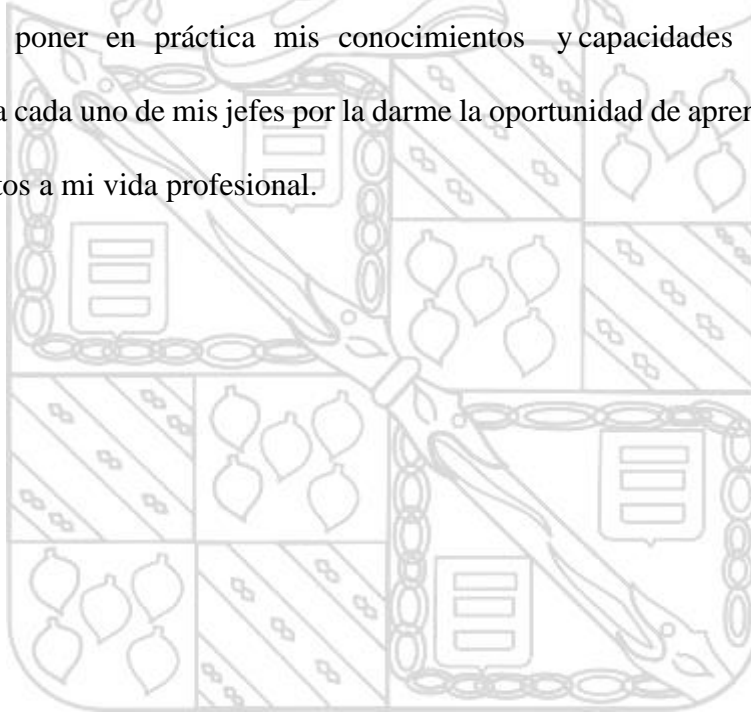 poner en práctica mis conocimientos y capacidades
a cada uno de mis jefes por la darme la oportunidad de apren
tos a mi vida profesional.